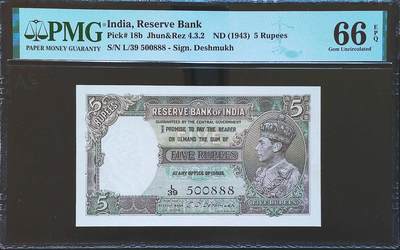 PMG
PAPER MONEY GUARANTY
India, Reserve Bank
Pick# 18b Jhun&Rez 4.3.2 ND (1943) 5 Rupees
S/N L/39 500888 - Sign. Deshmukh
66 EPQ
Gem Uncirculated
5 5
RESERVE BANK OF INDIA
GUARANTEED BY THE CENTRAL GOVERNMENT
I PROMISE TO PAY THE BEARER
ON DEMAND THE SUM OF
FIVE RUPEES
AT ANY OFFICE OF ISSUE
L/39 500888
FIVE RUPEES